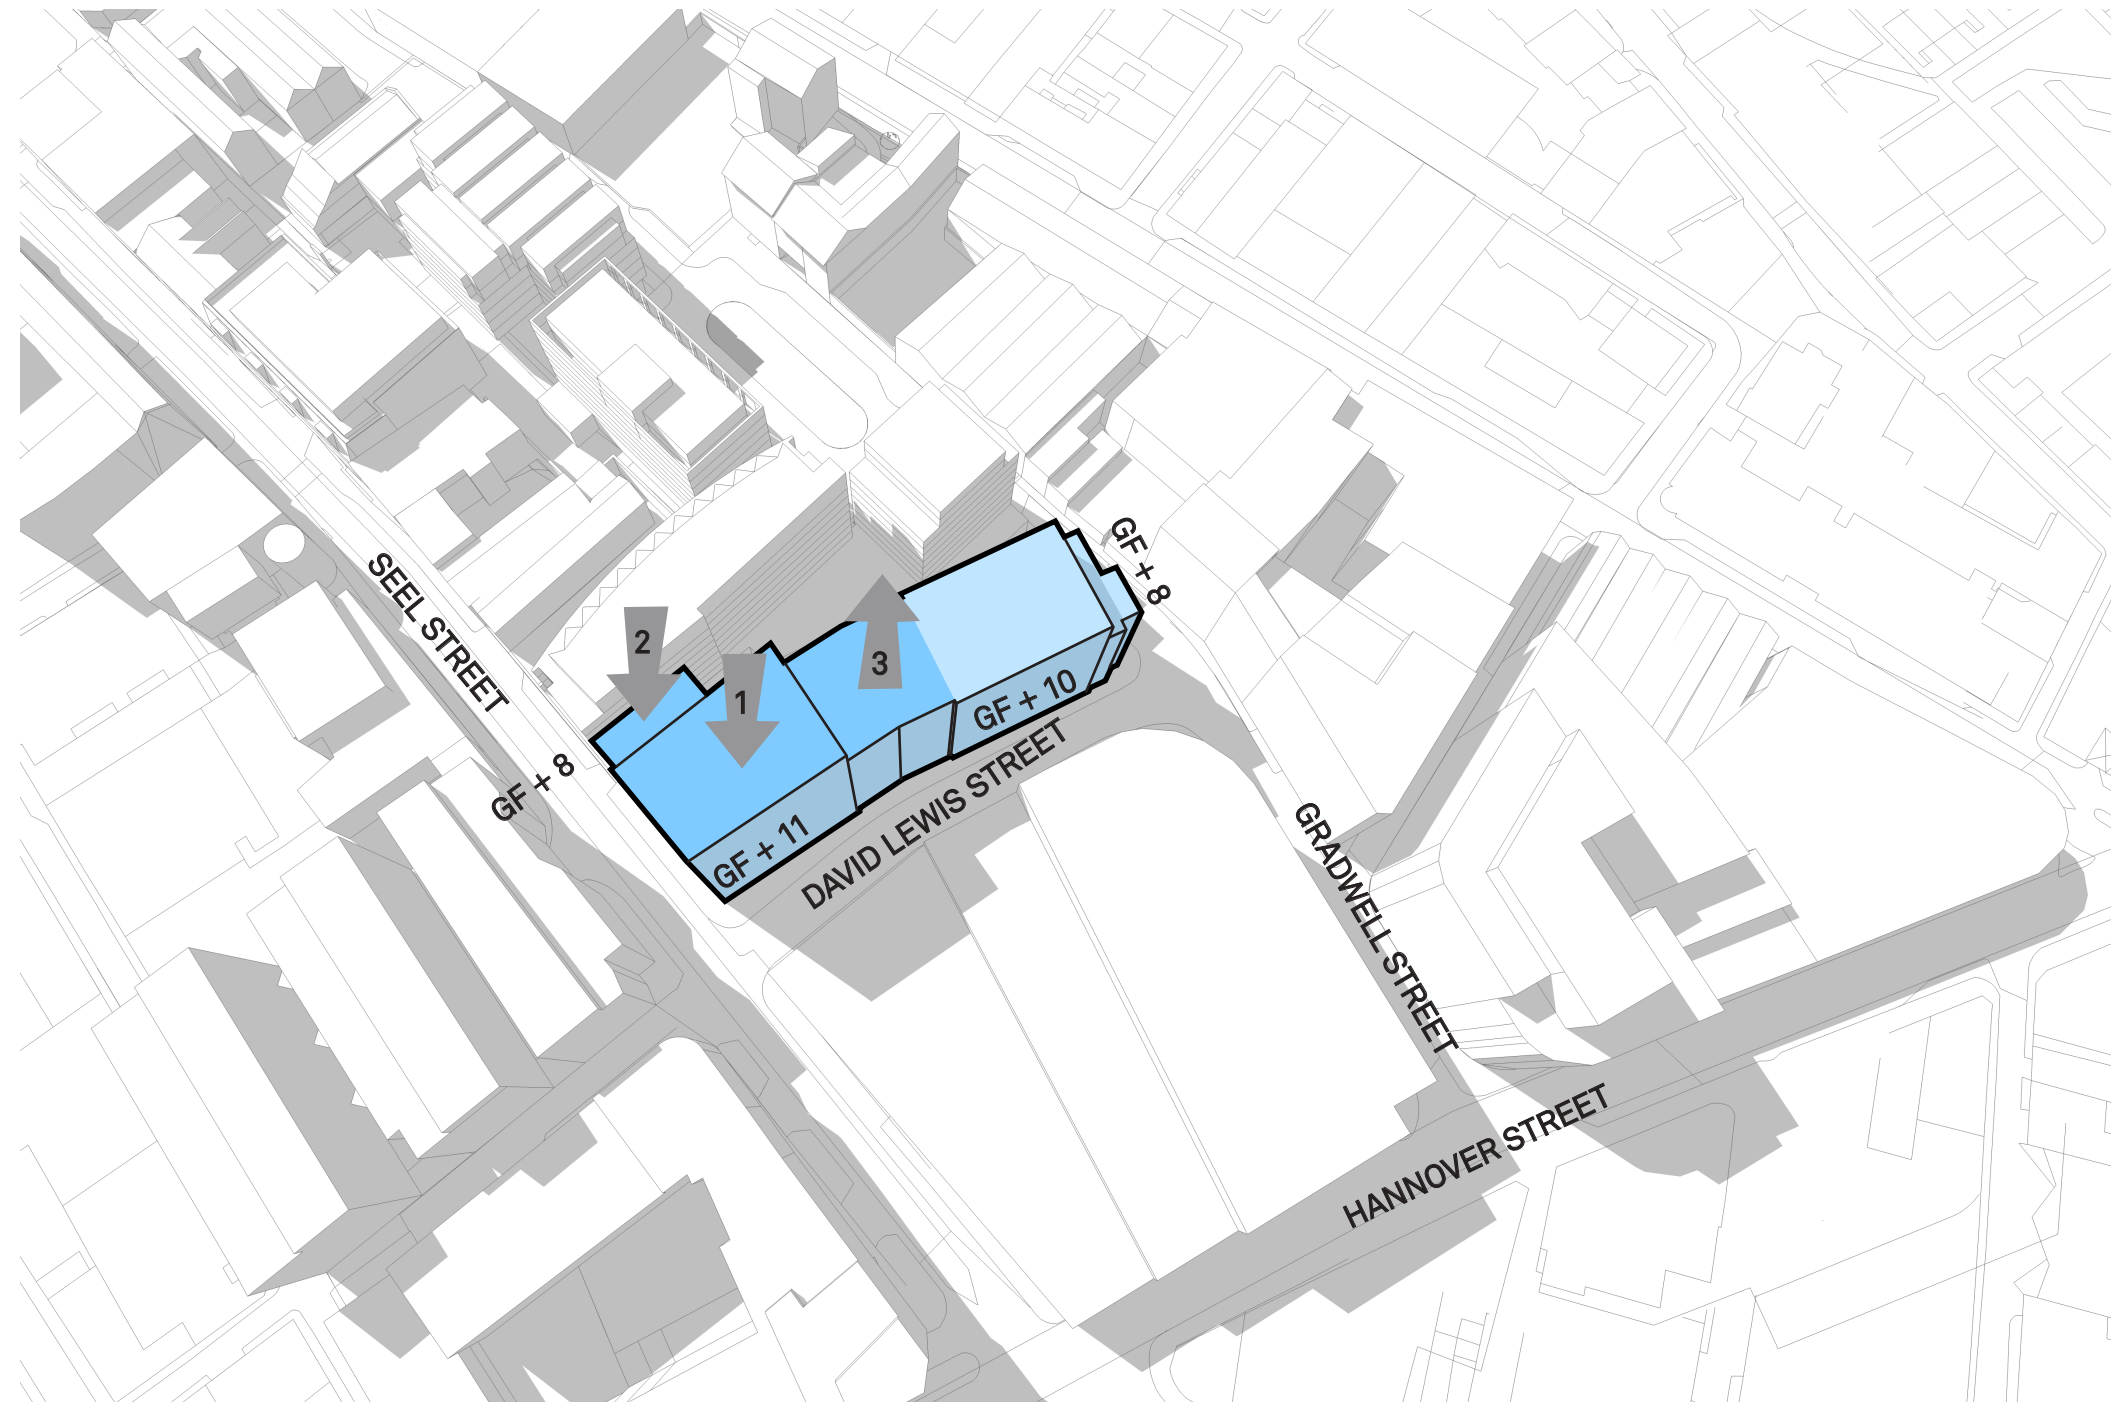 GF + 8
SEEL STREET
2
1
3
GF + 10
GF + 8
GF + 11
DAVID LEWIS STREET
GRADWELL STREET
HANNOVER STREET